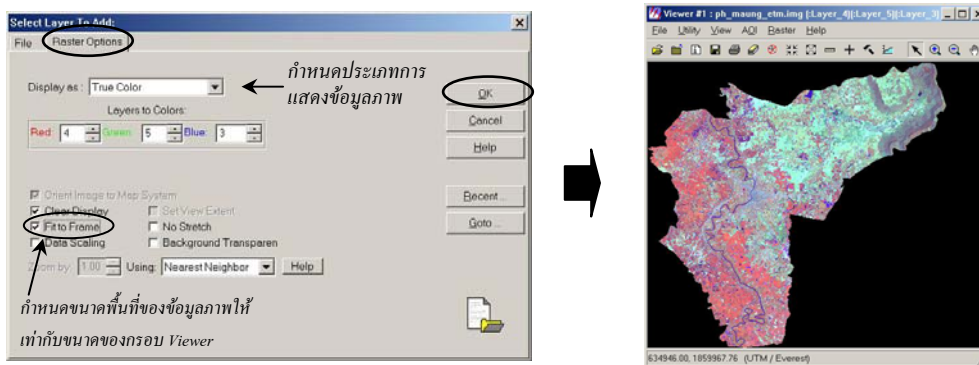 Select Layer To Add:
File Raster Options
Display as : True Color
กำหนดประเภทการ
แสดงข้อมูลภาพ
Layers to Colors:
Red: 4 Green: 5 Blue: 3
OK
Cancel
Help
Recent ...
Goto ...
Orient Image to Map System
Clear Display Set View Extent
Fit to Frame No Stretch
Data Scaling Background Transparen
Zoom by: 1.00 Using: Nearest Neighbor Help
กำหนดขนาดพื้นที่ของข้อมูลภาพให้
เท่ากับขนาดของกรอบ Viewer
Viewer #1 : ph_maung_etm.img (:Layer_4)(:Layer_5)(:Layer_3)
File Utility View AOI Raster Help
634946.00, 1859967.76 (UTM / Everest)